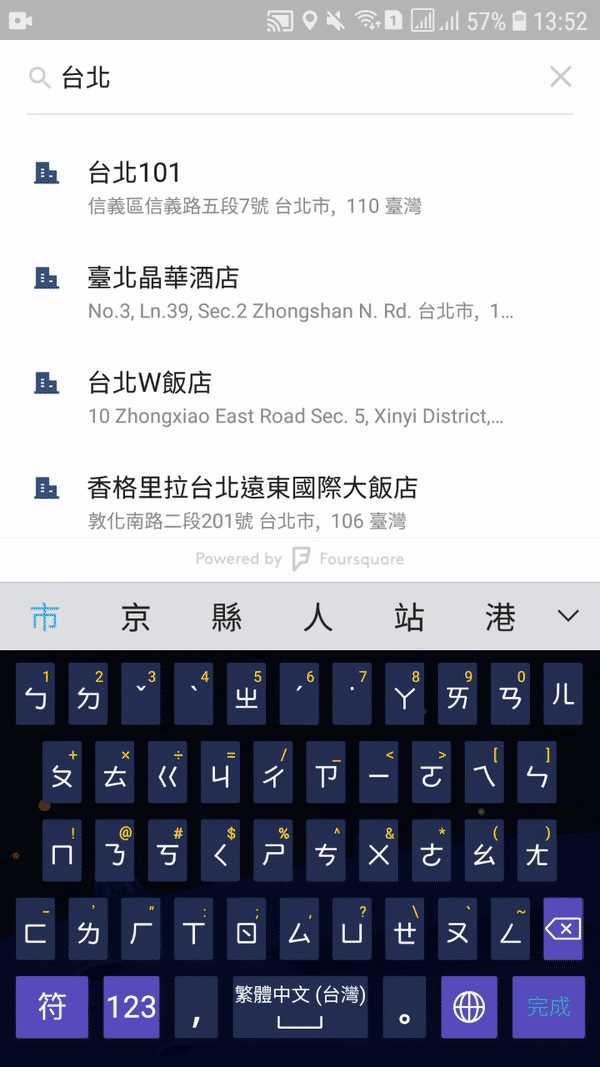 1 57% 13:52
台北
台北101
信義區信義路五段7號 台北市, 110 臺灣
臺北晶華酒店
No.3, Ln.39, Sec.2 Zhongshan N. Rd. 台北市, 1...
台北W飯店
10 Zhongxiao East Road Sec. 5, Xinyi District,...
香格里拉台北遠東國際大飯店
敦化南路二段201號 台北市, 106 臺灣
Powered by Foursquare
市 京 縣 人 站 港
1 2 3 4 5 6 7 8 9 0
ㄅ ㄉ ˇ ˋ ㄓ ˊ ˙ ㄚ ㄞ ㄢ ㄦ
+ × ÷ = / _ < > [ ]
ㄆ ㄊ ㄍ ㄐ ㄔ ㄗ ㄧ ㄛ ㄟ ㄣ
! @ # $ % ^ & * ( )
ㄇ ㄋ ㄎ ㄑ ㄕ ㄘ ㄨ ㄜ ㄠ ㄤ
- ' " : ; , ? \ ` ~
ㄈ ㄌ ㄏ ㄒ ㄖ ㄙ ㄩ ㄝ ㄡ ㄥ
符 123 , 繁體中文 (台灣) 。 完成